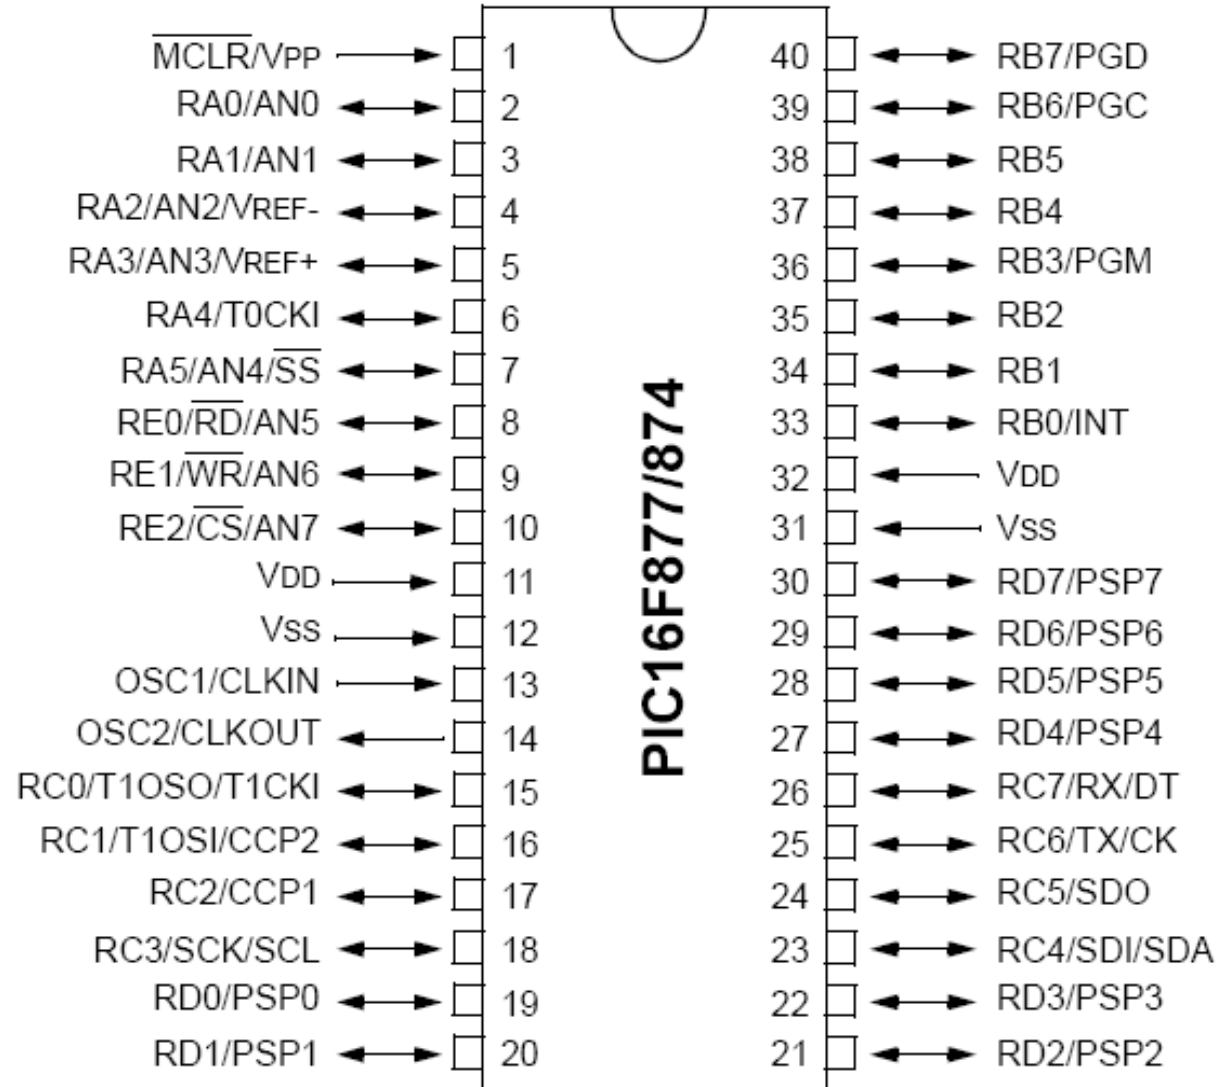 MCLR/VPP 1 40 RB7/PGD
RA0/AN0 2 39 RB6/PGC
RA1/AN1 3 38 RB5
RA2/AN2/VREF- 4 37 RB4
RA3/AN3/VREF+ 5 36 RB3/PGM
RA4/T0CKI 6 35 RB2
RA5/AN4/SS 7 34 RB1
RE0/RD/AN5 8 33 RB0/INT
RE1/WR/AN6 9 32 VDD
RE2/CS/AN7 10 31 VSS
VDD 11 30 RD7/PSP7
VSS 12 29 RD6/PSP6
OSC1/CLKIN 13 28 RD5/PSP5
OSC2/CLKOUT 14 27 RD4/PSP4
RC0/T1OSO/T1CKI 15 26 RC7/RX/DT
RC1/T1OSI/CCP2 16 25 RC6/TX/CK
RC2/CCP1 17 24 RC5/SDO
RC3/SCK/SCL 18 23 RC4/SDI/SDA
RD0/PSP0 19 22 RD3/PSP3
RD1/PSP1 20 21 RD2/PSP2
PIC16F877/874